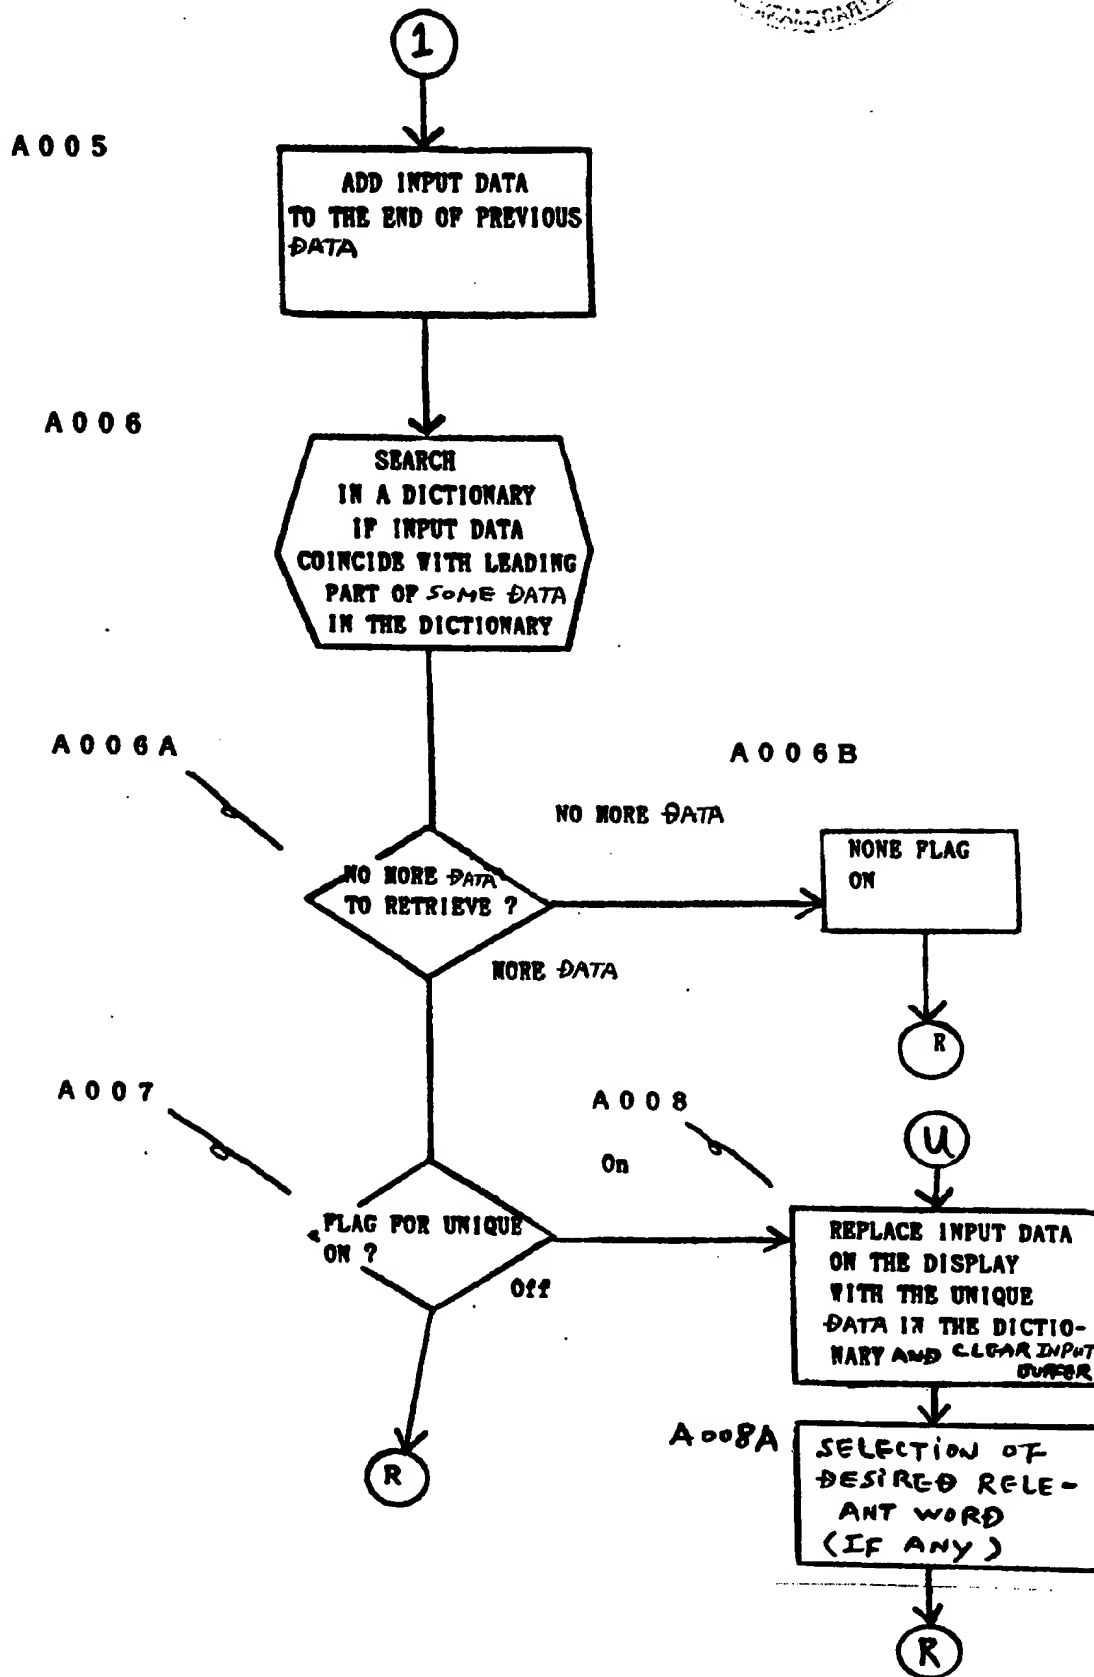 1
A005
ADD INPUT DATA
TO THE END OF PREVIOUS
DATA
A006
SEARCH
IN A DICTIONARY
IF INPUT DATA
COINCIDE WITH LEADING
PART OF SOME DATA
IN THE DICTIONARY
A006A
A006B
NO MORE DATA
NO MORE DATA
TO RETRIEVE ?
NONE FLAG
ON
MORE DATA
R
A007
A008
U
On
FLAG FOR UNIQUE
ON ?
Off
REPLACE INPUT DATA
ON THE DISPLAY
WITH THE UNIQUE
DATA IN THE DICTIO-
NARY AND CLEAR INPUT
BUFFER
R
A008A
SELECTION OF
DESIRED RELE-
ANT WORD
(IF ANY)
R